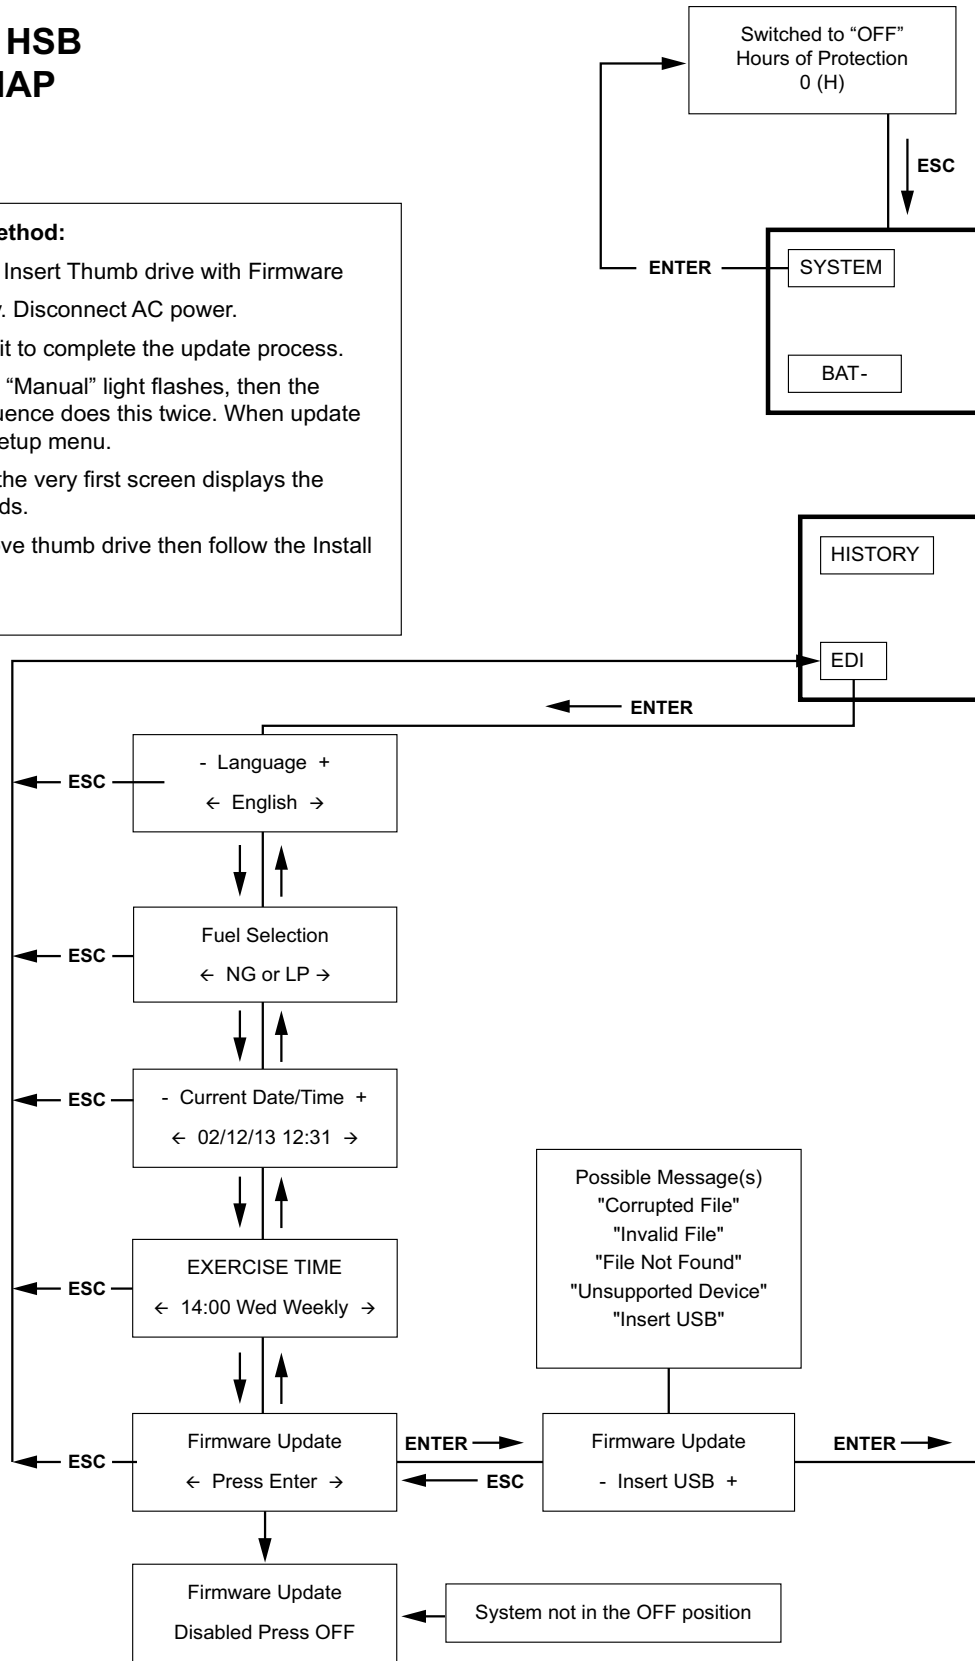 HSB
MAP
Switched to “OFF”
Hours of Protection
0 (H)
ESC
ethod:
Insert Thumb drive with Firmware
. Disconnect AC power.
it to complete the update process.
“Manual” light flashes, then the
uence does this twice. When update
etup menu.
the very first screen displays the
ds.
ve thumb drive then follow the Install
ENTER
SYSTEM
BAT-
HISTORY
EDI
ENTER
ESC
- Language +
← English →
ESC
Fuel Selection
← NG or LP →
ESC
- Current Date/Time +
← 02/12/13 12:31 →
ESC
EXERCISE TIME
← 14:00 Wed Weekly →
Possible Message(s)
"Corrupted File"
"Invalid File"
"File Not Found"
"Unsupported Device"
"Insert USB"
ESC
Firmware Update
← Press Enter →
ENTER
ESC
Firmware Update
- Insert USB +
ENTER
Firmware Update
Disabled Press OFF
System not in the OFF position